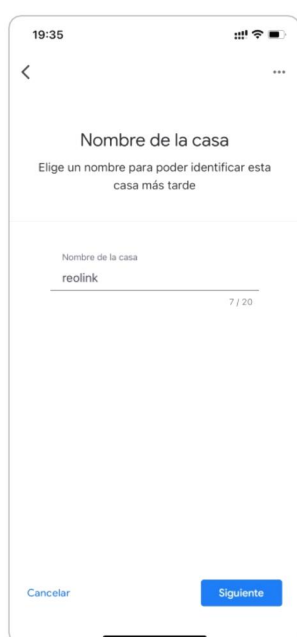 19:35
Nombre de la casa
Elige un nombre para poder identificar esta
casa más tarde
Nombre de la casa
reolink
7 / 20
Cancelar
Siguiente